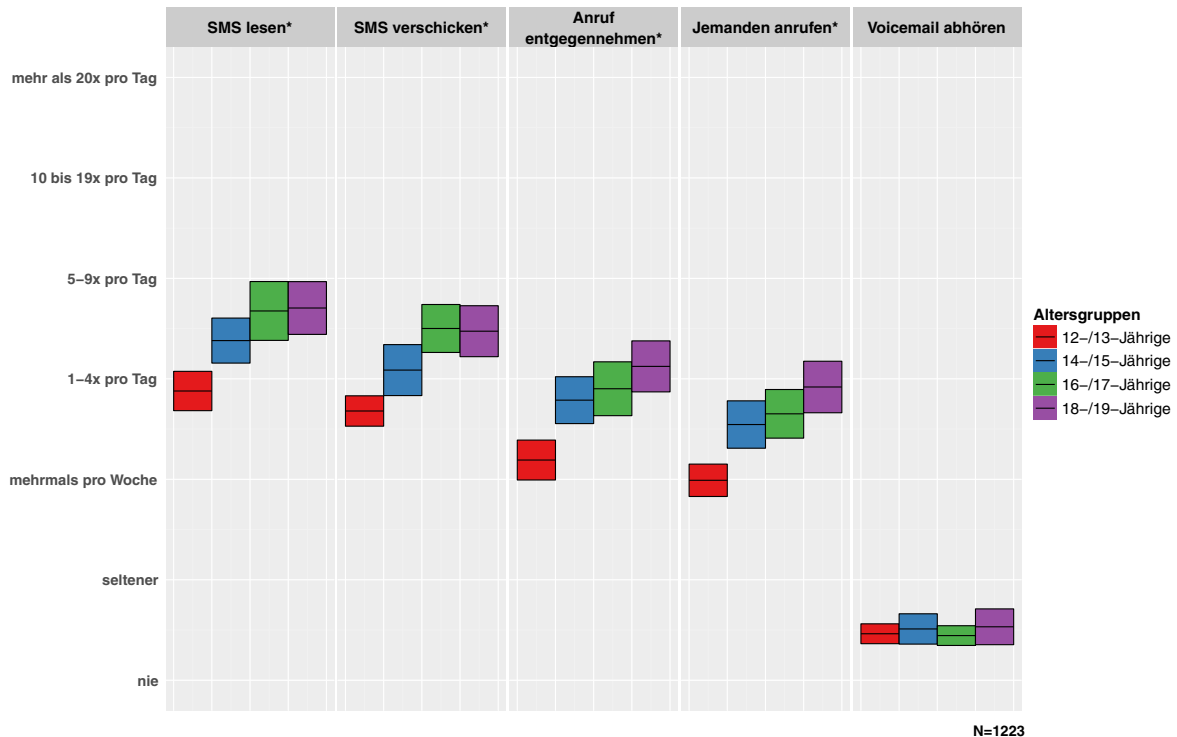 SMS lesen*
SMS verschicken*
Anruf
entgegennehmen*
Jemanden anrufen*
Voicemail abhören
mehr als 20x pro Tag
10 bis 19x pro Tag
5–9x pro Tag
1–4x pro Tag
mehrmals pro Woche
seltener
nie
Altersgruppen
12–/13–Jährige
14–/15–Jährige
16–/17–Jährige
18–/19–Jährige
N=1223